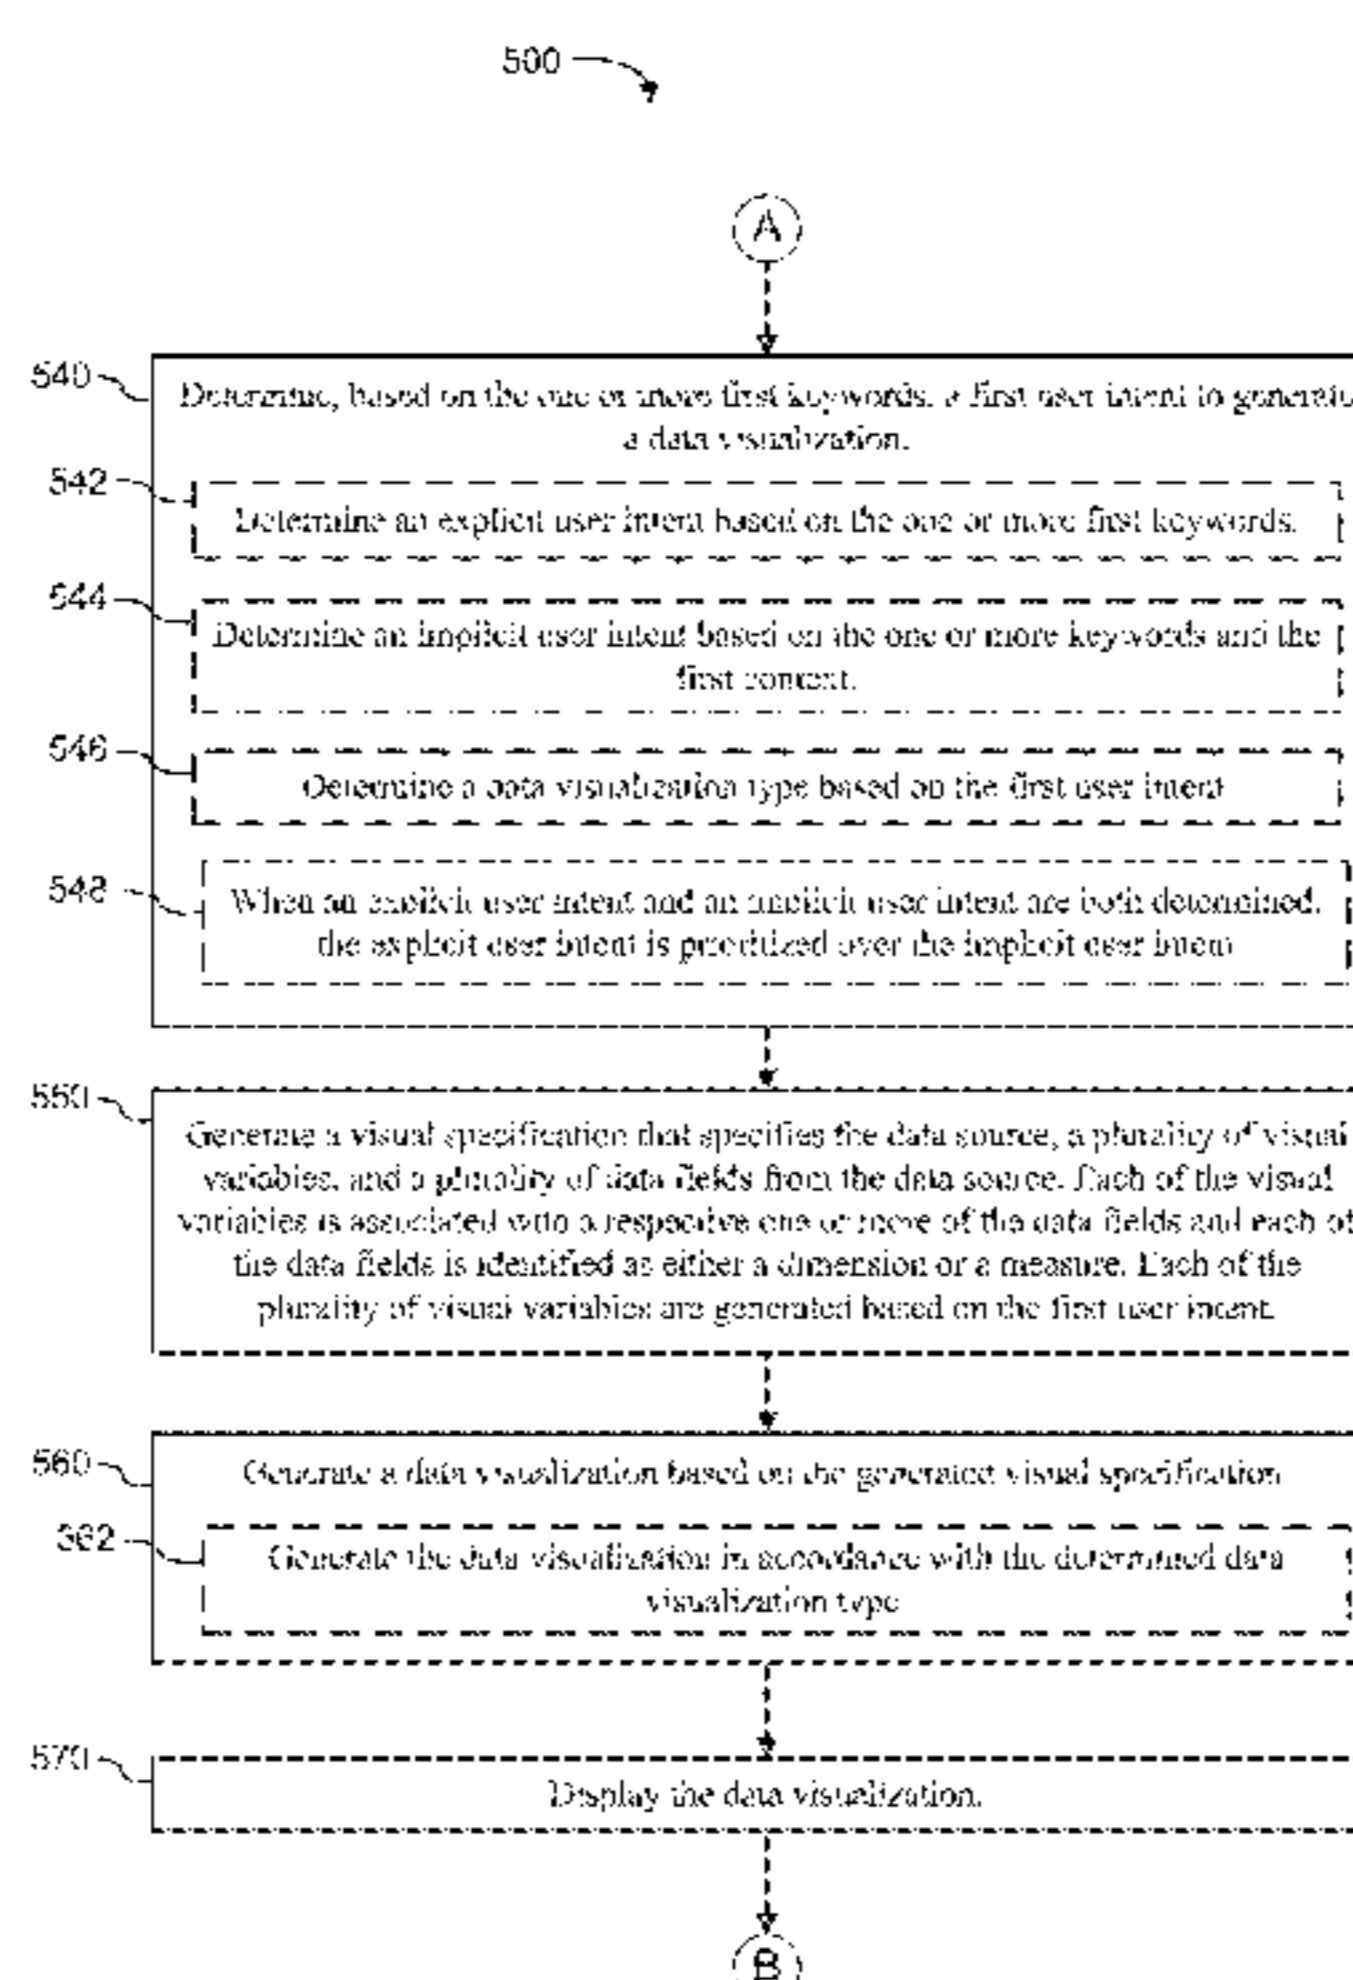 500
A
540
Determine, based on the one or more first keywords, a first user intent to generate
a data visualization.
542
Determine an explicit user intent based on the one or more first keywords.
544
Determine an implicit user intent based on the one or more keywords and the
first content.
546
Determine a data visualization type based on the first user intent
548
When an explicit user intent and an implicit user intent are both determined,
the explicit user intent is prioritized over the implicit user intent
550
Generate a visual specification that specifies the data source, a plurality of visual
variables, and a plurality of data fields from the data source. Each of the visual
variables is associated with a respective one or more of the data fields and each of
the data fields is identified as either a dimension or a measure. Each of the
plurality of visual variables are generated based on the first user intent.
560
Generate a data visualization based on the generated visual specification
562
Generate the data visualization in accordance with the determined data
visualization type
570
Display the data visualization.
B